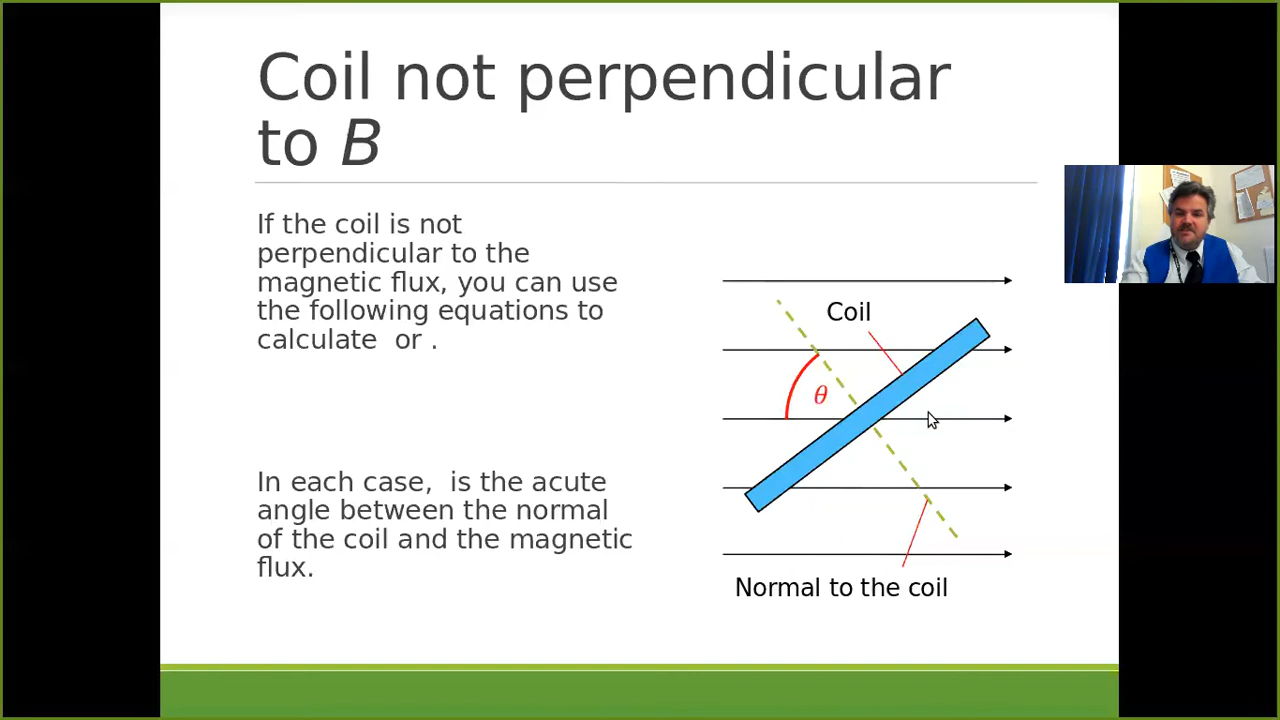 Coil not perpendicular
to B
If the coil is not
perpendicular to the
magnetic flux, you can use
the following equations to
calculate or .
In each case, is the acute
angle between the normal
of the coil and the magnetic
flux.
Coil
θ
Normal to the coil